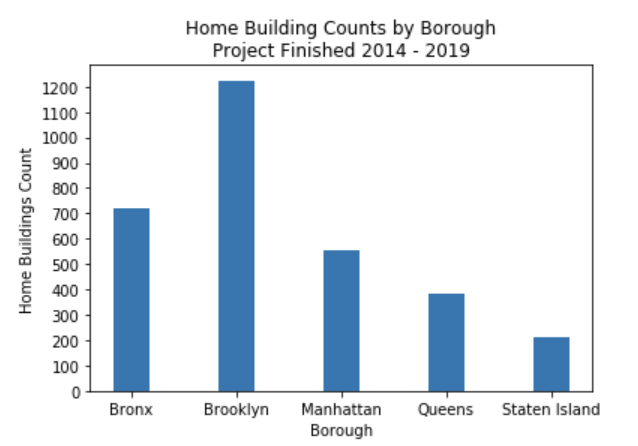 Home Building Counts by Borough
Project Finished 2014 - 2019
Home Buildings Count
1200
1100
1000
900
800
700
600
500
400
300
200
100
0
Bronx Brooklyn Manhattan Queens Staten Island
Borough